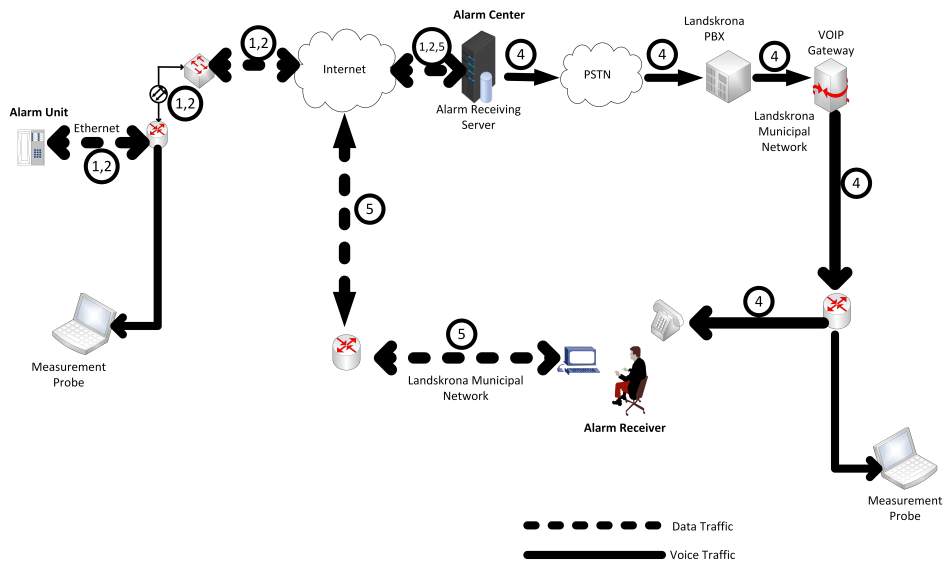 Alarm Center
Landskrona
PBX
VOIP
Gateway
1,2
1,2,5
4
4
4
Internet
PSTN
1,2
Alarm Receiving
Server
Alarm Unit
Ethernet
1,2
Landskrona
Municipal
Network
4
5
4
5
Landskrona Municipal
Network
Measurement
Probe
Alarm Receiver
Measurement
Probe
Data Traffic
Voice Traffic